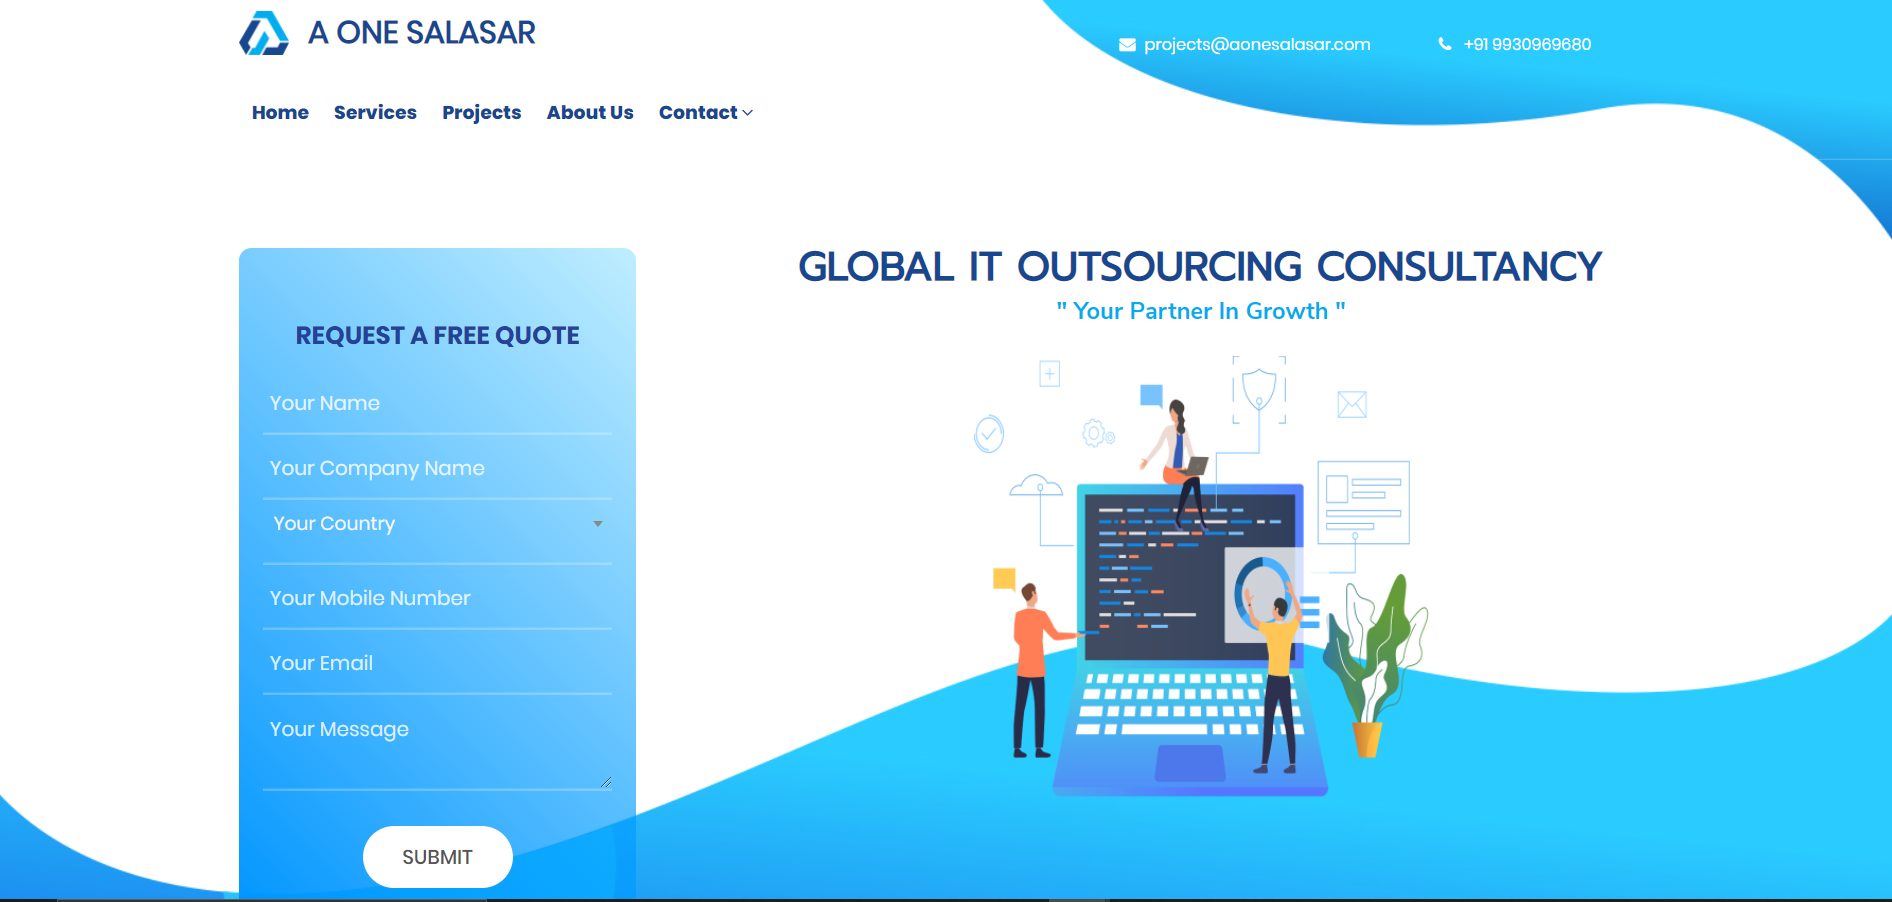 A ONE SALASAR
projects@aonesalasar.com
+91 9930969680
Home Services Projects About Us Contact
REQUEST A FREE QUOTE
Your Name
Your Company Name
Your Country
Your Mobile Number
Your Email
Your Message
SUBMIT
GLOBAL IT OUTSOURCING CONSULTANCY
" Your Partner In Growth "